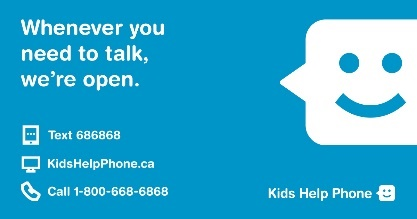 Whenever you
need to talk,
we're open.
Text 686868
KidsHelpPhone.ca
Call 1-800-668-6868
Kids Help Phone